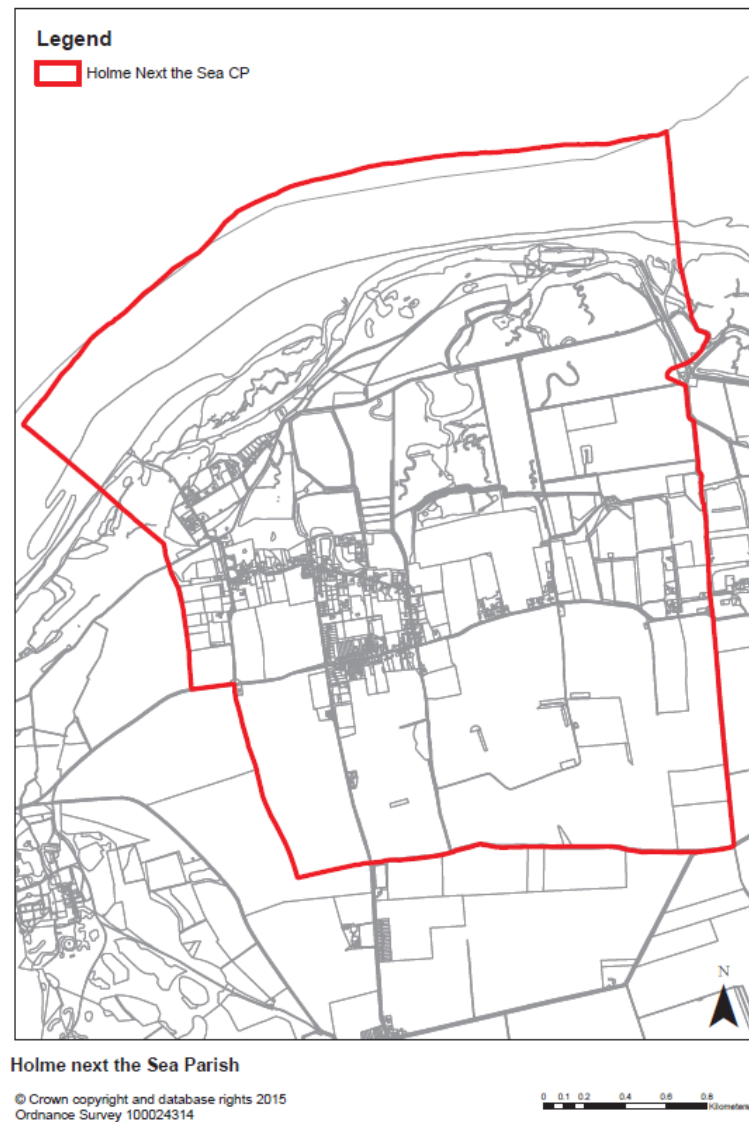 Legend
Holme Next the Sea CP
N
Holme next the Sea Parish
© Crown copyright and database rights 2015
Ordnance Survey 100024314
0 0.1 0.2 0.4 0.6 0.8
Kilometers